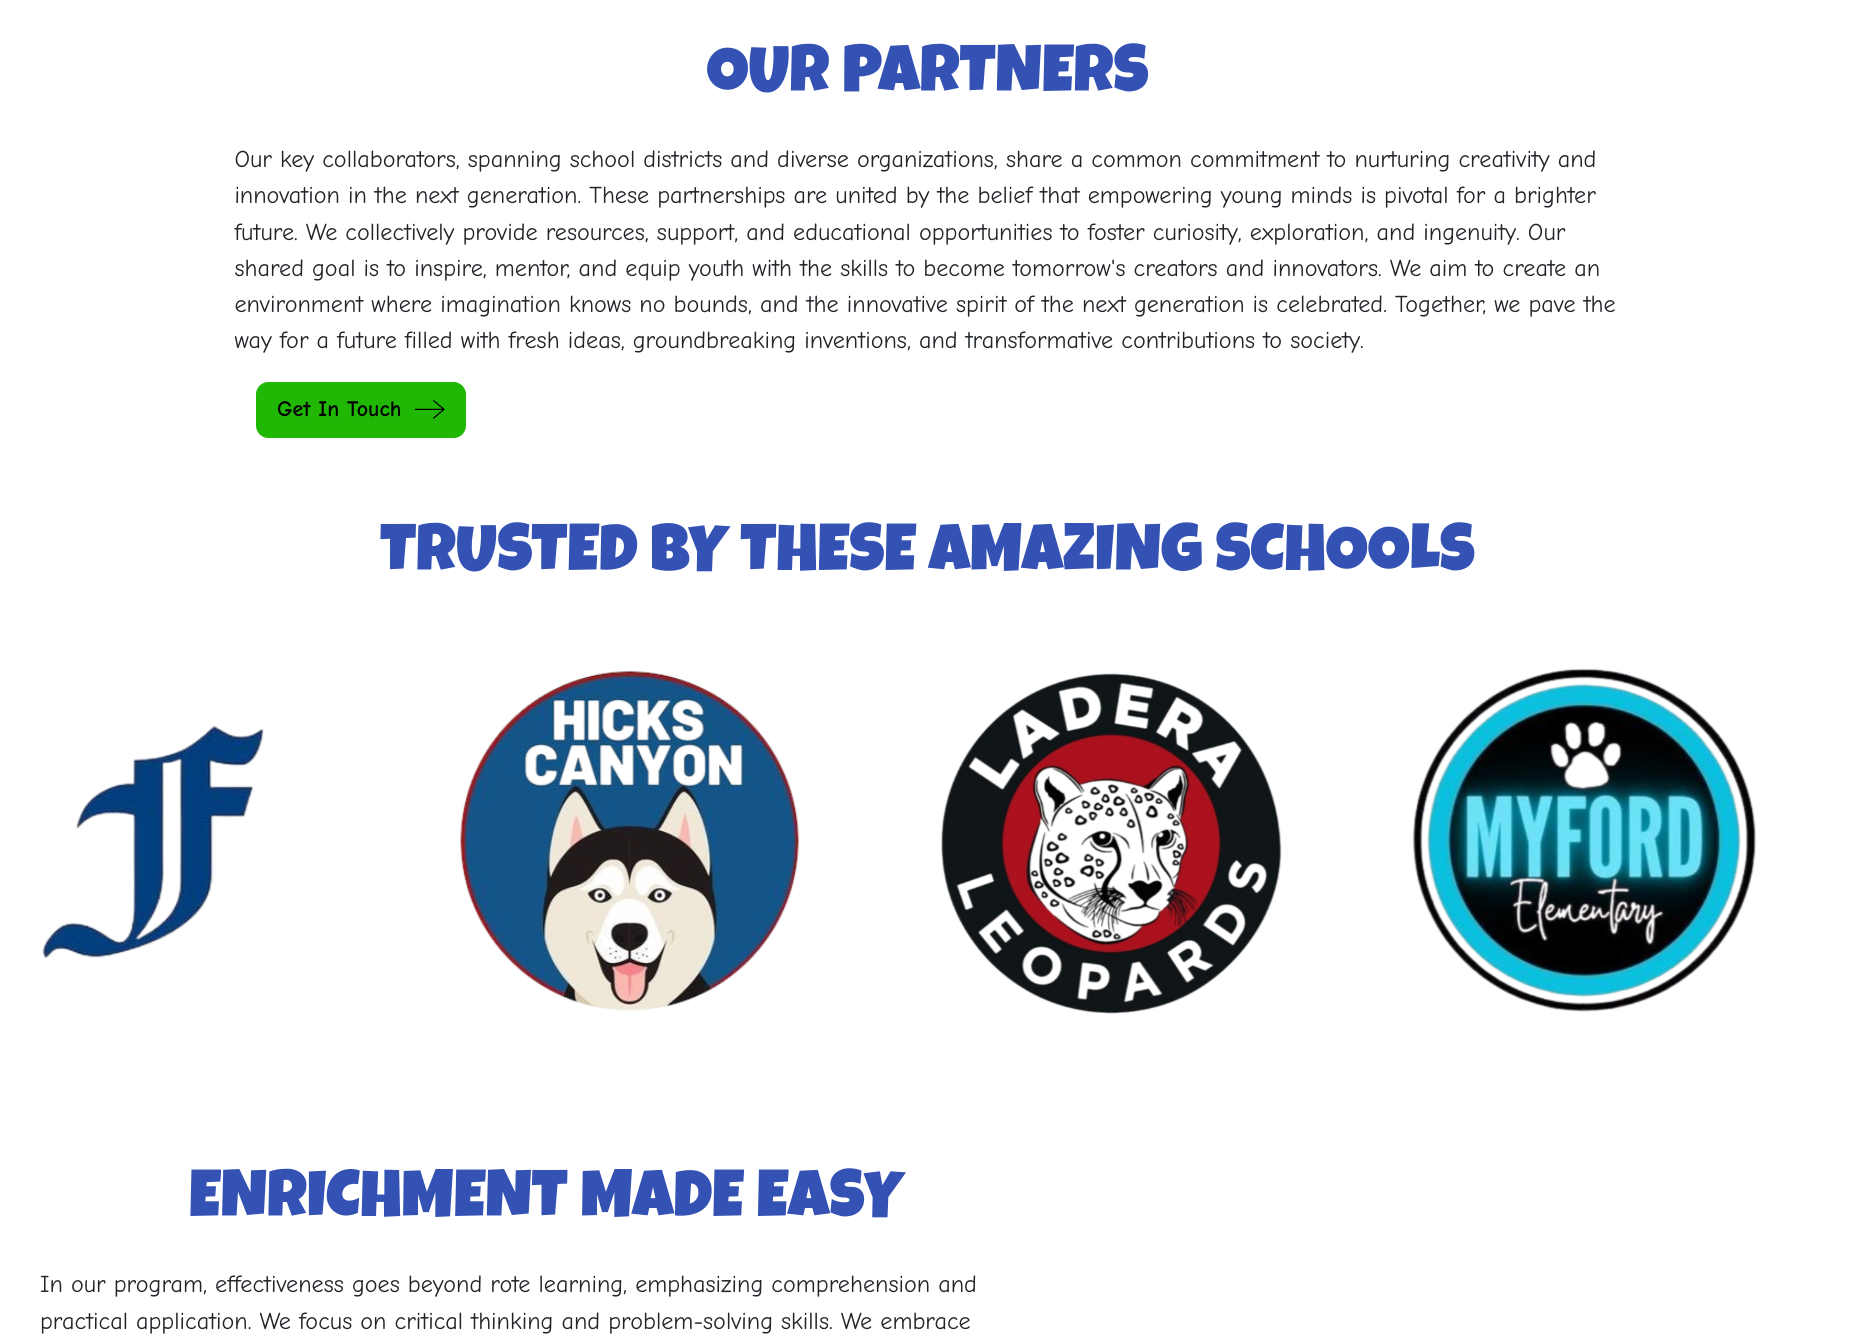 OUR PARTNERS
Our key collaborators, spanning school districts and diverse organizations, share a common commitment to nurturing creativity and
innovation in the next generation. These partnerships are united by the belief that empowering young minds is pivotal for a brighter
future. We collectively provide resources, support, and educational opportunities to foster curiosity, exploration, and ingenuity. Our
shared goal is to inspire, mentor, and equip youth with the skills to become tomorrow's creators and innovators. We aim to create an
environment where imagination knows no bounds, and the innovative spirit of the next generation is celebrated. Together, we pave the
way for a future filled with fresh ideas, groundbreaking inventions, and transformative contributions to society.
Get In Touch
TRUSTED BY THESE AMAZING SCHOOLS
F
HICKS
CANYON
LADERA
LEOPARDS
MYFORD
Elementary
ENRICHMENT MADE EASY
In our program, effectiveness goes beyond rote learning, emphasizing comprehension and
practical application. We focus on critical thinking and problem-solving skills. We embrace